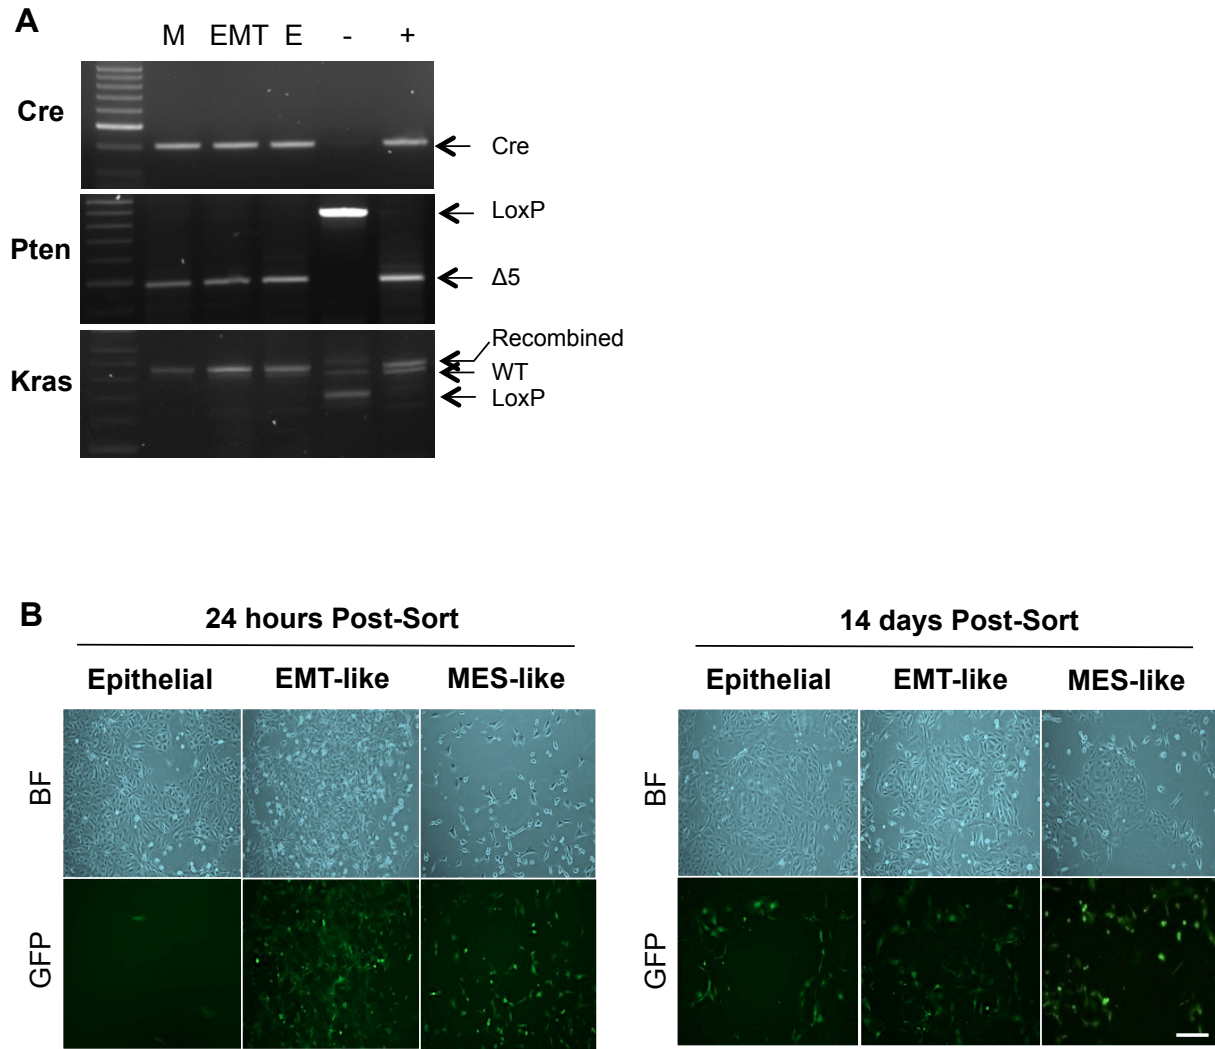 A
M EMT E - +
Cre
Cre
LoxP
Pten
Δ5
Recombined
WT
Kras
LoxP
B
24 hours Post-Sort
14 days Post-Sort
Epithelial EMT-like MES-like
Epithelial EMT-like MES-like
BF
BF
GFP
GFP